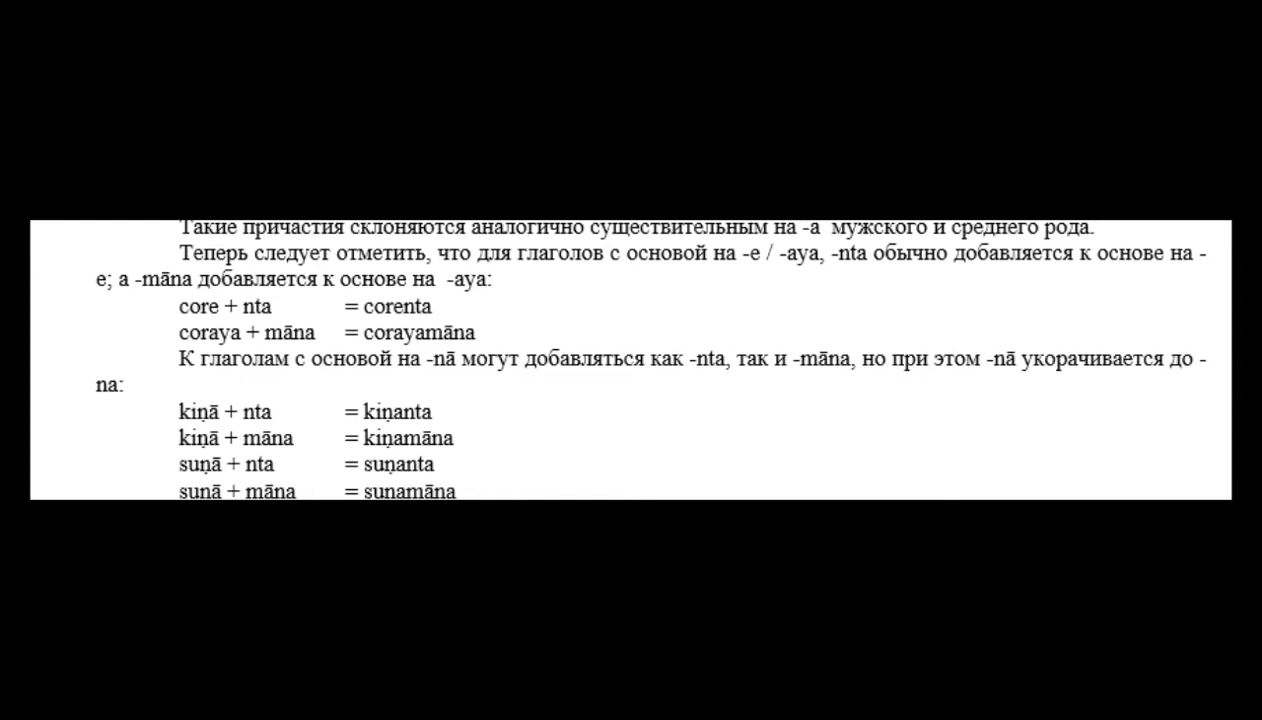 Такие причастия склоняются аналогично существительным на -a мужского и среднего рода.
Теперь следует отметить, что для глаголов с основой на -e / -aya, -nta обычно добавляется к основе на -
e; а -māna добавляется к основе на -aya:
core + nta = corenta
coraya + māna = corayamāna
К глаголам с основой на -nā могут добавляться как -nta, так и -māna, но при этом -nā укорачивается до -
na:
kiṇā + nta = kiṇanta
kiṇā + māna = kiṇamāna
suṇā + nta = suṇanta
suṇā + māna = suṇamāna